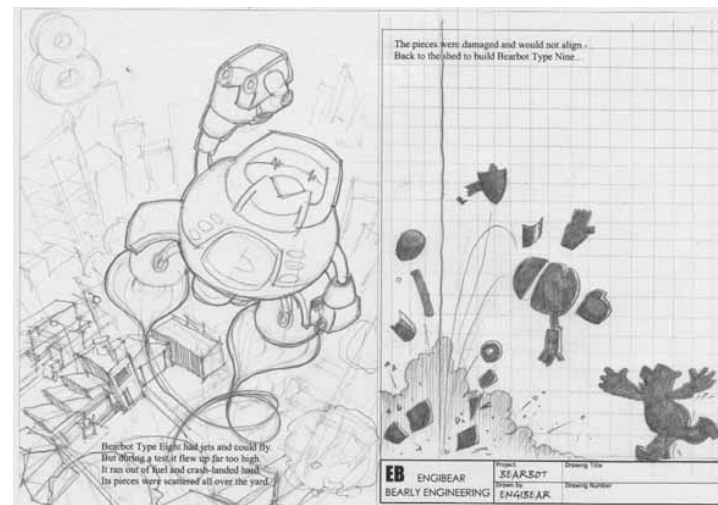 8
Bearbot Type Eight had jets and could fly.
But during a test it flew up far too high.
It ran out of fuel and crash-landed hard.
Its pieces were scattered all over the yard.
The pieces were damaged and would not align -
Back to the shed to build Bearbot Type Nine...
EB
ENGIBEAR
BEARLY ENGINEERING
Project
BEARBOT
Drawn by
ENGIBEAR
Drawing Title
Drawing Number